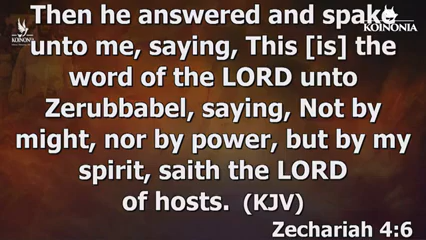 Then he answered and spake
KOINONIA
KOINONIA
unto me, saying, This [is] the
word of the LORD unto
Zerubbabel, saying, Not by
might, nor by power, but by my
spirit, saith the LORD
of hosts. (KJV)
Zechariah 4:6